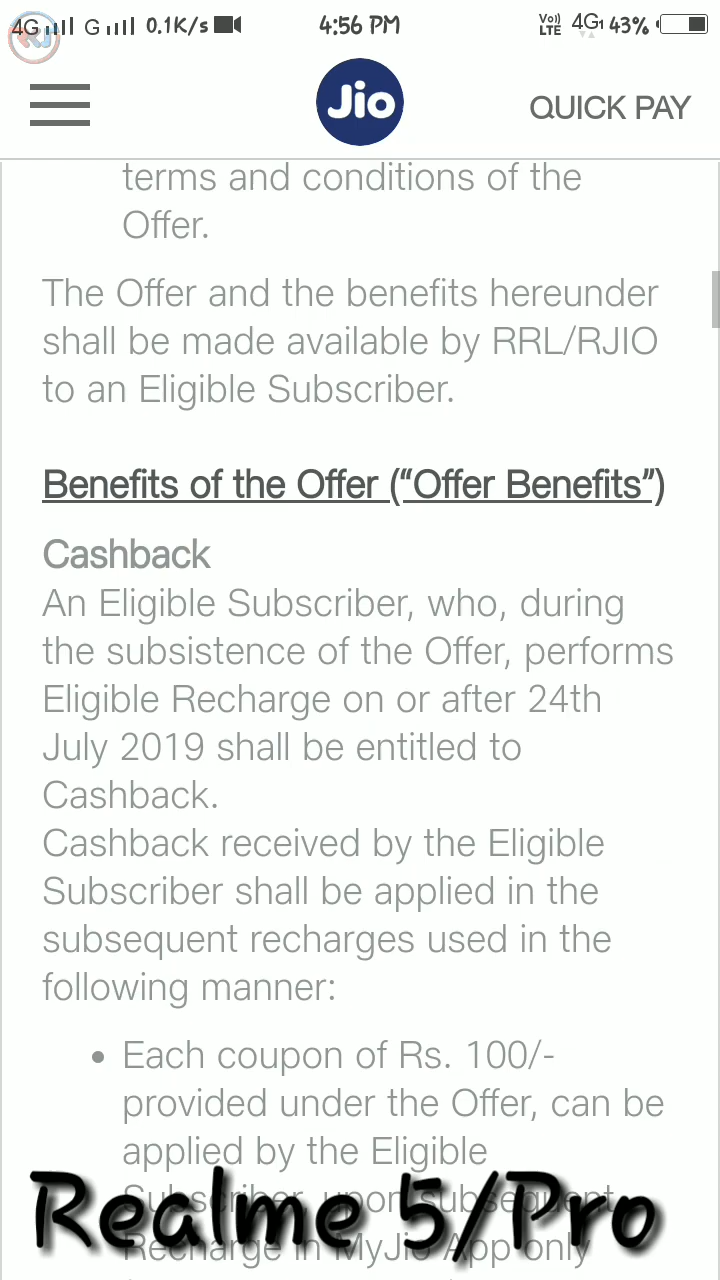 4G G 0.1K/s 4:56 PM Vo)) LTE 4G 43%
Jio QUICK PAY
terms and conditions of the
Offer.
The Offer and the benefits hereunder
shall be made available by RRL/RJIO
to an Eligible Subscriber.
Benefits of the Offer (“Offer Benefits”)
Cashback
An Eligible Subscriber, who, during
the subsistence of the Offer, performs
Eligible Recharge on or after 24th
July 2019 shall be entitled to
Cashback.
Cashback received by the Eligible
Subscriber shall be applied in the
subsequent recharges used in the
following manner:
• Each coupon of Rs. 100/-
provided under the Offer, can be
applied by the Eligible
Subscriber, upon subsequent
Realme 5/Pro
Recharge in MyJio App only